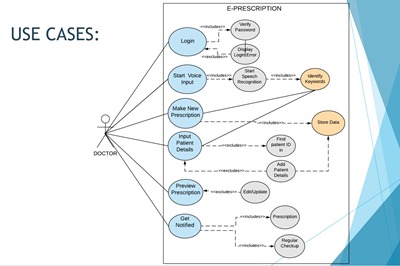 USE CASES:
E-PRESCRIPTION
Login
<<includes>>
Verify
Password
<<includes>>
Display
Login/Error
Start Voice
Input
<<includes>>
Start
Speech
Recognition
<<includes>>
Identify
Keywords
Make New
Prescription
<<includes>>
Store Data
Input
Patient
Details
<<includes>>
Find
patient ID
in
<<includes>>
Add
Patient
Details
DOCTOR
Preview
Prescription
<<excludes>>
Edit/Update
Get
Notified
<<includes>>
Prescription
<<includes>>
Regular
Checkup